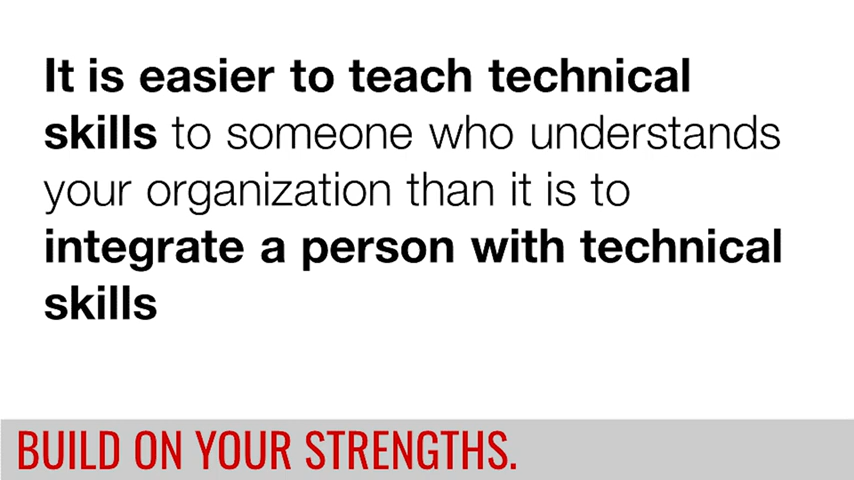 It is easier to teach technical
skills to someone who understands
your organization than it is to
integrate a person with technical
skills
BUILD ON YOUR STRENGTHS.